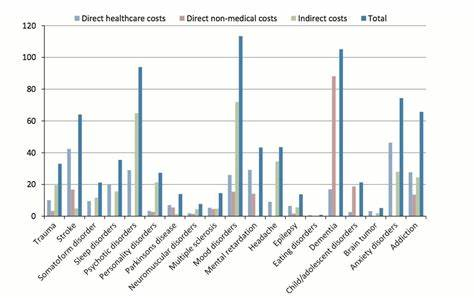 Direct healthcare costs Direct non-medical costs Indirect costs Total
120
100
80
60
40
20
0
Trauma
Stroke
Somatoform disorder
Sleep disorders
Psychotic disorders
Personality disorders
Parkinsons disease
Neuromuscular disorders
Multiple sclerosis
Mood disorders
Mental retardation
Headache
Epilepsy
Eating disorders
Dementia
Child/adolescent disorders
Brain tumor
Anxiety disorders
Addiction